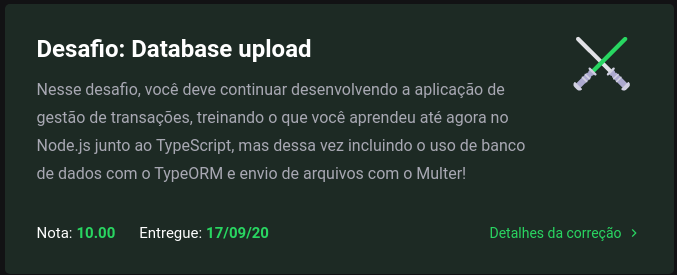 Desafio: Database upload
Nesse desafio, você deve continuar desenvolvendo a aplicação de
gestão de transações, treinando o que você aprendeu até agora no
Node.js junto ao TypeScript, mas dessa vez incluindo o uso de banco
de dados com o TypeORM e envio de arquivos com o Multer!
Nota: 10.00 Entregue: 17/09/20 Detalhes da correção